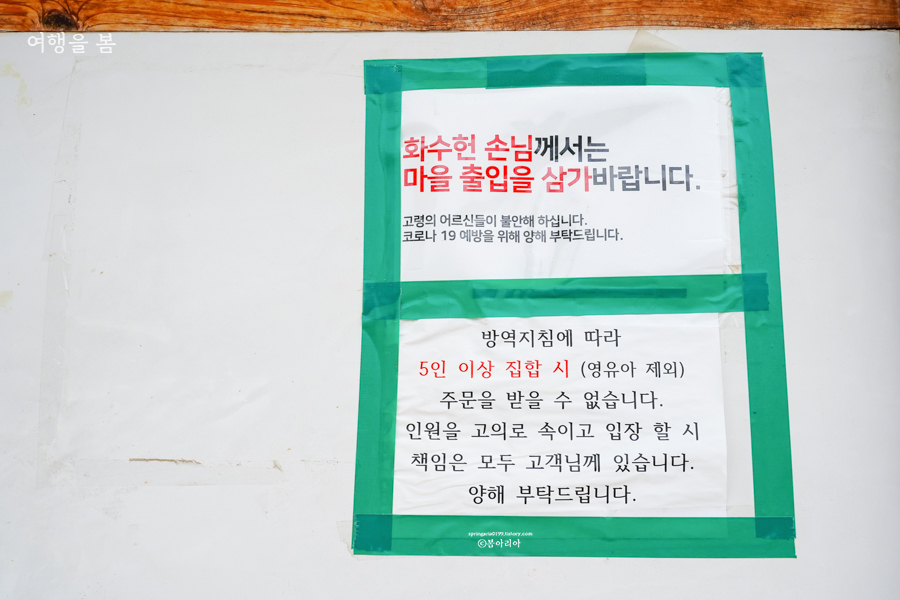 여행을 봄
화수헌 손님께서는
마을 출입을 삼가바랍니다.
고령의 어르신들이 불안해 하십니다.
코로나 19 예방을 위해 양해 부탁드립니다.
방역지침에 따라
5인 이상 집합 시 (영유아 제외)
주문을 받을 수 없습니다.
인원을 고의로 속이고 입장 할 시
책임은 모두 고객님께 있습니다.
양해 부탁드립니다.
springaria0199.tistory.com
ⓒ봄아리아